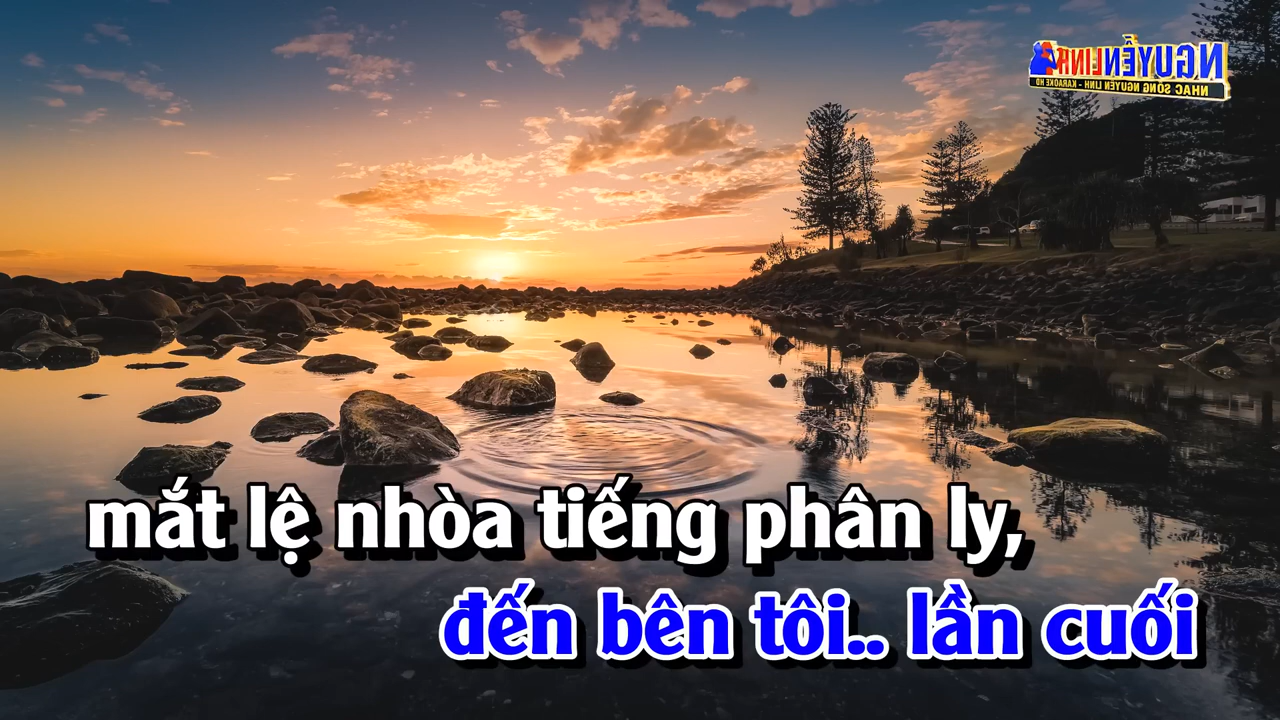 NGUYỄN LINH
NHẠC SỐNG NGUYỄN LINH - KARAOKE HD
mắt lệ nhòa tiếng phân ly,
đến bên tôi.. lần cuối